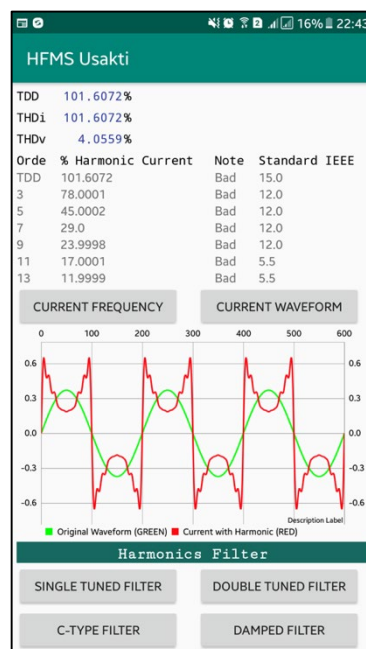 16% 22:43
HFMS Usakti
TDD 101.6072%
THDi 101.6072%
THDv 4.0559%
Orde % Harmonic Current Note Standard IEEE
TDD 101.6072 Bad 15.0
3 78.0001 Bad 12.0
5 45.0002 Bad 12.0
7 29.0 Bad 12.0
9 23.9998 Bad 12.0
11 17.0001 Bad 5.5
13 11.9999 Bad 5.5
CURRENT FREQUENCY CURRENT WAVEFORM
0 100 200 300 400 500 600
0.6 0.6
0.3 0.3
0.0 0.0
-0.3 -0.3
-0.6 -0.6
Description Label
Original Waveform (GREEN) Current with Harmonic (RED)
Harmonics Filter
SINGLE TUNED FILTER DOUBLE TUNED FILTER
C-TYPE FILTER DAMPED FILTER